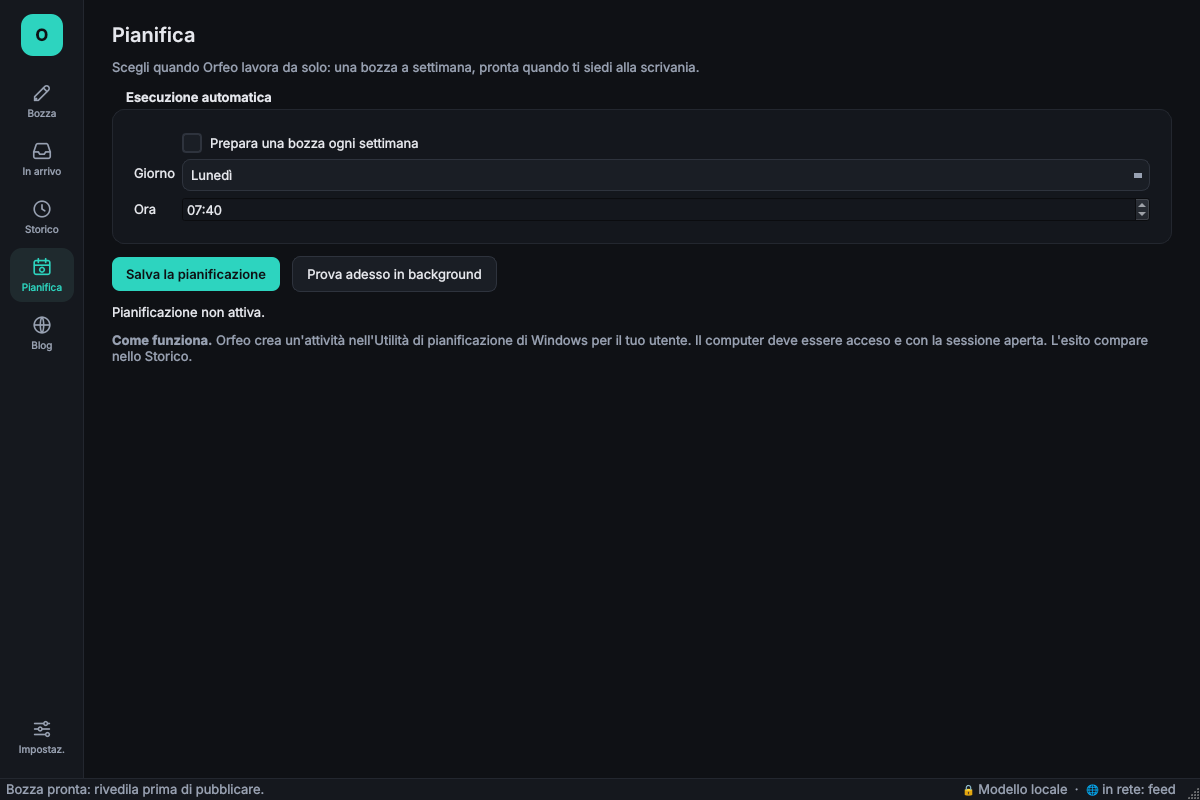 O
Bozza
In arrivo
Storico
Pianifica
Blog
Impostaz.
Pianifica
Scegli quando Orfeo lavora da solo: una bozza a settimana, pronta quando ti siedi alla scrivania.
Esecuzione automatica
Prepara una bozza ogni settimana
Giorno Lunedì
Ora 07:40
Salva la pianificazione Prova adesso in background
Pianificazione non attiva.
Come funziona. Orfeo crea un'attività nell'Utilità di pianificazione di Windows per il tuo utente. Il computer deve essere acceso e con la sessione aperta. L'esito compare
nello Storico.
Bozza pronta: rivedila prima di pubblicare. Modello locale · in rete: feed